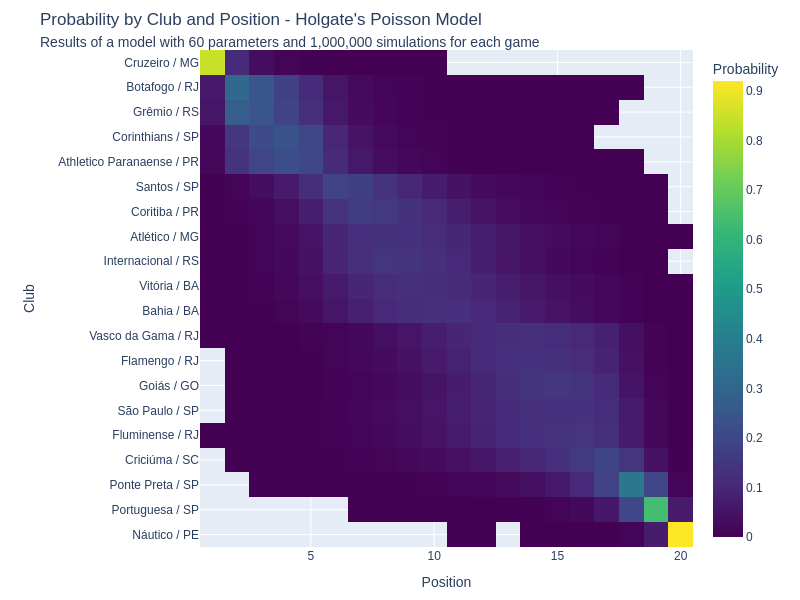 Probability by Club and Position - Holgate's Poisson Model
Results of a model with 60 parameters and 1,000,000 simulations for each game
Cruzeiro / MG
Botafogo / RJ
Grêmio / RS
Corinthians / SP
Athletico Paranaense / PR
Santos / SP
Coritiba / PR
Atlético / MG
Internacional / RS
Vitória / BA
Bahia / BA
Vasco da Gama / RJ
Flamengo / RJ
Goiás / GO
São Paulo / SP
Fluminense / RJ
Criciúma / SC
Ponte Preta / SP
Portuguesa / SP
Náutico / PE
Club
5
10
15
20
Position
Probability
0.9
0.8
0.7
0.6
0.5
0.4
0.3
0.2
0.1
0